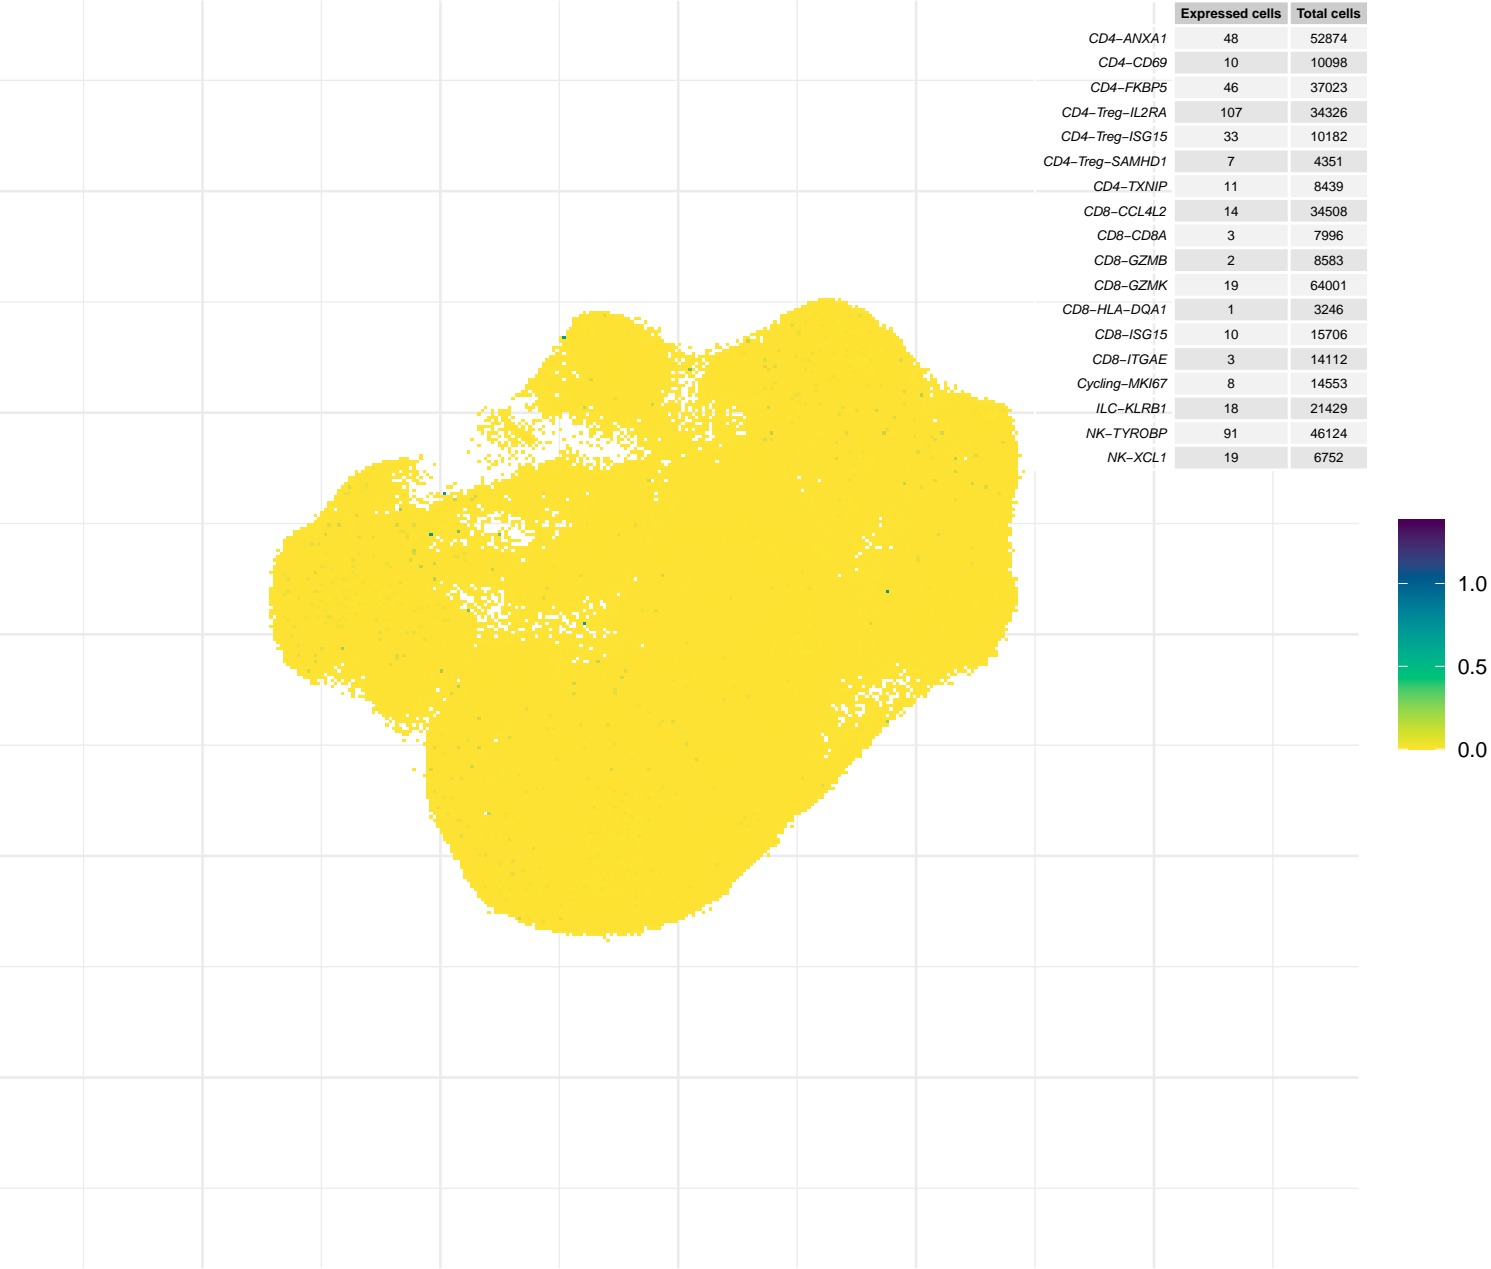 Expressed cells Total cells
CD4−ANXA1 48 52874
CD4−CD69 10 10098
CD4−FKBP5 46 37023
CD4−Treg−IL2RA 107 34326
CD4−Treg−ISG15 33 10182
CD4−Treg−SAMHD1 7 4351
CD4−TXNIP 11 8439
CD8−CCL4L2 14 34508
CD8−CD8A 3 7996
CD8−GZMB 2 8583
CD8−GZMK 19 64001
CD8−HLA−DQA1 1 3246
CD8−ISG15 10 15706
CD8−ITGAE 3 14112
Cycling−MKI67 8 14553
ILC−KLRB1 18 21429
NK−TYROBP 91 46124
NK−XCL1 19 6752
1.0
0.5
0.0